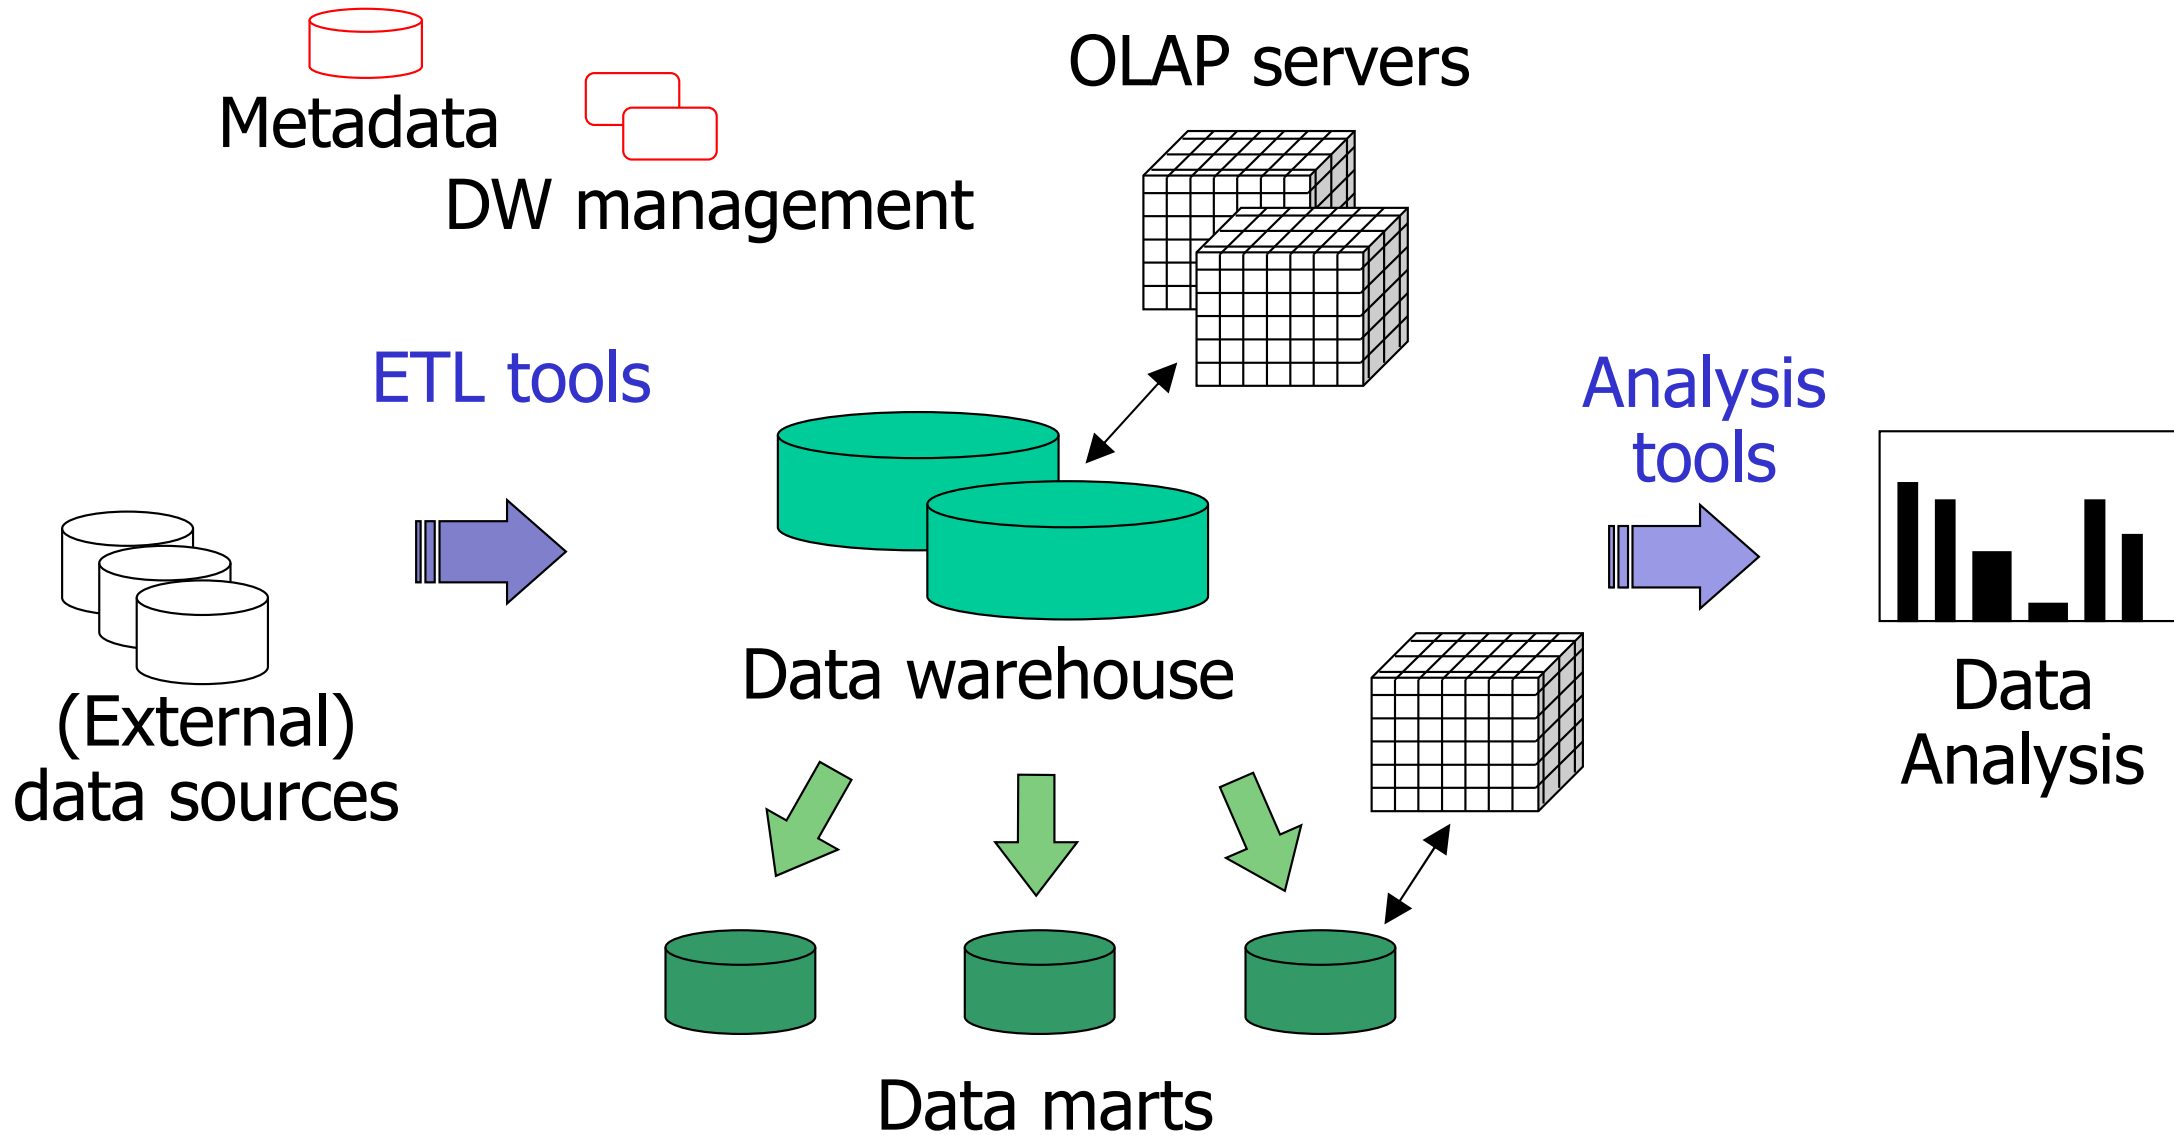 OLAP servers
Metadata
DW management
ETL tools
Analysis
tools
Data warehouse
(External)
data sources
Data
Analysis
Data marts